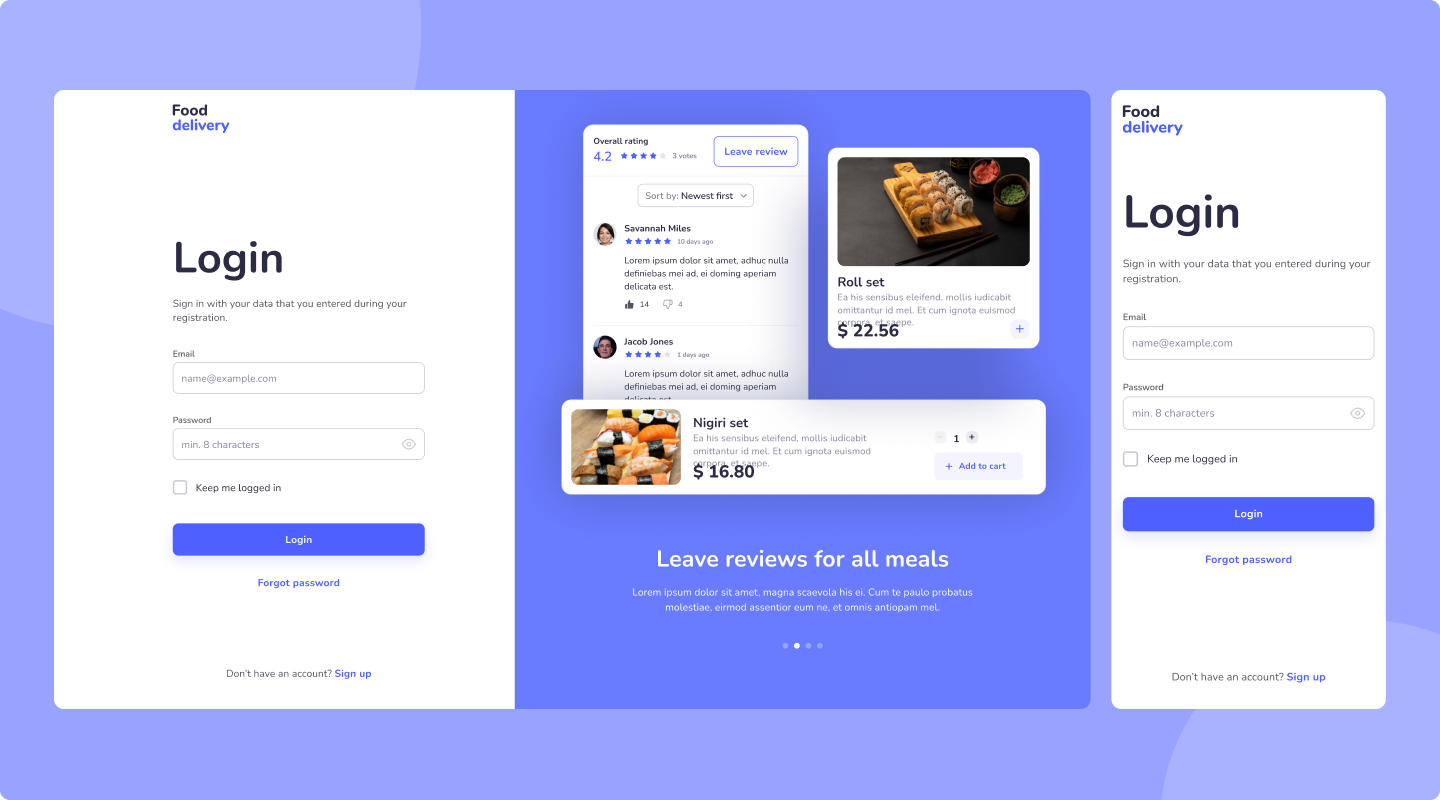 Food
delivery
Login
Sign in with your data that you entered during your
registration.
Email
name@example.com
Password
min. 8 characters
Keep me logged in
Login
Forgot password
Don't have an account? Sign up
Overall rating
4.2
3 votes
Leave review
Sort by: Newest first
Savannah Miles
10 days ago
Lorem ipsum dolor sit amet, adhuc nulla
definiebas mei ad, ei doming aperiam
delicata est.
14
4
Jacob Jones
1 days ago
Lorem ipsum dolor sit amet, adhuc nulla
definiebas mei ad, ei doming aperiam
delicata est.
Roll set
Ea his sensibus eleifend, mollis iudicabit
omittantur id mel. Et cum ignota euismod
corpora, et saepe.
$ 22.56
+
Nigiri set
Ea his sensibus eleifend, mollis iudicabit
omittantur id mel. Et cum ignota euismod
corpora, et saepe.
$ 16.80
- 1 +
+ Add to cart
Leave reviews for all meals
Lorem ipsum dolor sit amet, magna scaevola his ei. Cum te paulo probatus
molestiae, eirmod assentior eum ne, et omnis antiopam mel.
Food
delivery
Login
Sign in with your data that you entered during your
registration.
Email
name@example.com
Password
min. 8 characters
Keep me logged in
Login
Forgot password
Don't have an account? Sign up